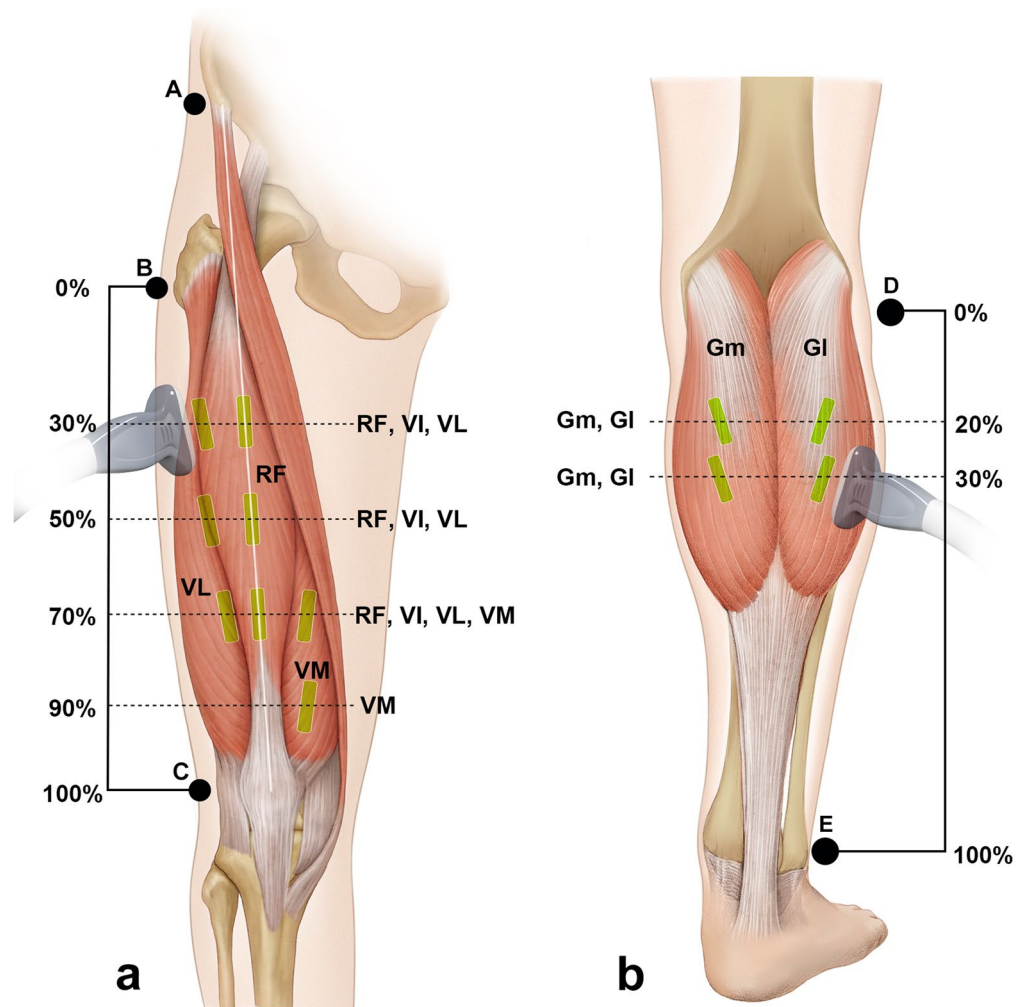 A
B
0%
30%
RF, VI, VL
RF
50%
RF, VI, VL
VL
70%
RF, VI, VL, VM
VM
90%
VM
C
100%
a
D
0%
Gm
Gl
Gm, Gl
20%
Gm, Gl
30%
E
100%
b